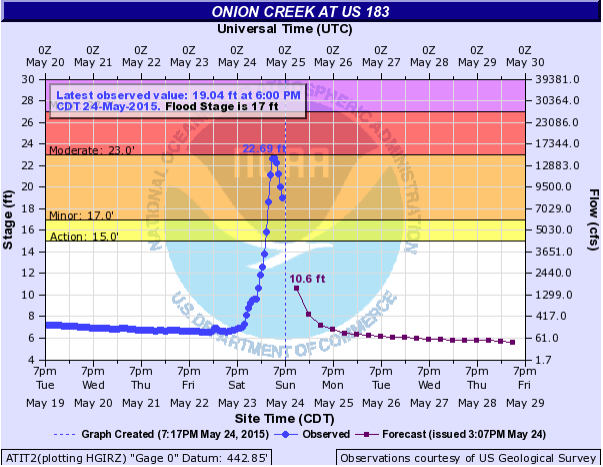 ONION CREEK AT US 183
Universal Time (UTC)
0Z 0Z 0Z 0Z 0Z 0Z 0Z 0Z 0Z 0Z 0Z
May 20 May 21 May 22 May 23 May 24 May 25 May 26 May 27 May 28 May 29 May 30
Latest observed value: 19.04 ft at 6:00 PM
CDT 24-May-2015. Flood Stage is 17 ft
Stage (ft)
30
28
26
24
22
20
18
16
14
12
10
8
6
4
Moderate: 23.0'
Minor: 17.0'
Action: 15.0'
22.69 ft
10.6 ft
NATIONAL OCEANIC AND ATMOSPHERIC ADMINISTRATION
NOAA
U.S. DEPARTMENT OF COMMERCE
39381.0
30364.0
23086.0
17344.0
12883.0
9500.0
7029.0
5030.0
3651.0
2440.0
1299.0
417.0
61.0
1.7
Flow (cfs)
7pm 7pm 7pm 7pm 7pm 7pm 7pm 7pm 7pm 7pm 7pm
Tue Wed Thu Fri Sat Sun Mon Tue Wed Thu Fri
May 19 May 20 May 21 May 22 May 23 May 24 May 25 May 26 May 27 May 28 May 29
Site Time (CDT)
Graph Created (7:17PM May 24, 2015) Observed Forecast (issued 3:07PM May 24)
ATIT2(plotting HGIRZ) "Gage 0" Datum: 442.85'
Observations courtesy of US Geological Survey